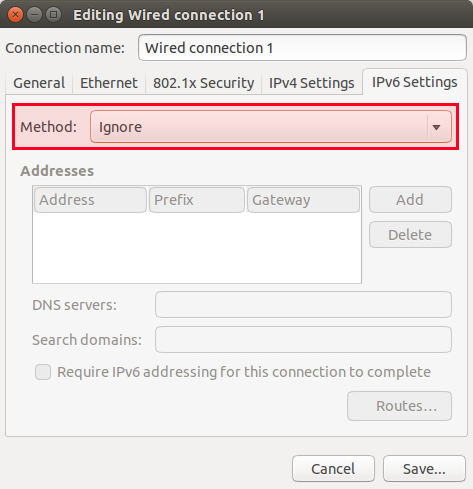 Editing Wired connection 1
Connection name: Wired connection 1
General Ethernet 802.1x Security IPv4 Settings IPv6 Settings
Method: Ignore
Addresses
Address Prefix Gateway Add
Delete
DNS servers:
Search domains:
Require IPv6 addressing for this connection to complete
Routes...
Cancel Save...